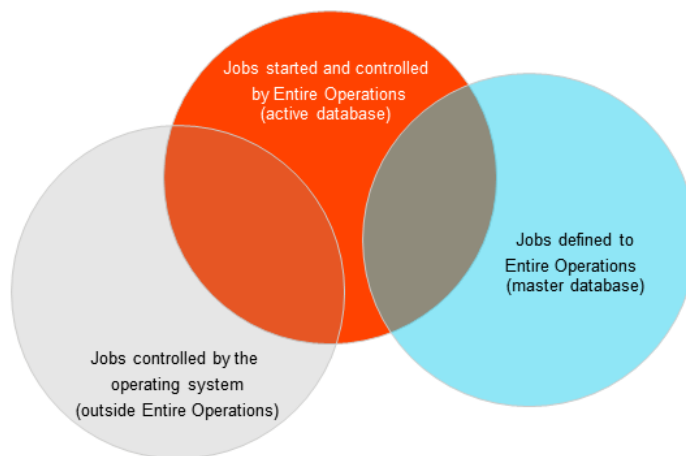 Jobs started and controlled
by Entire Operations
(active database)
Jobs defined to
Entire Operations
(master database)
Jobs controlled by the
operating system
(outside Entire Operations)